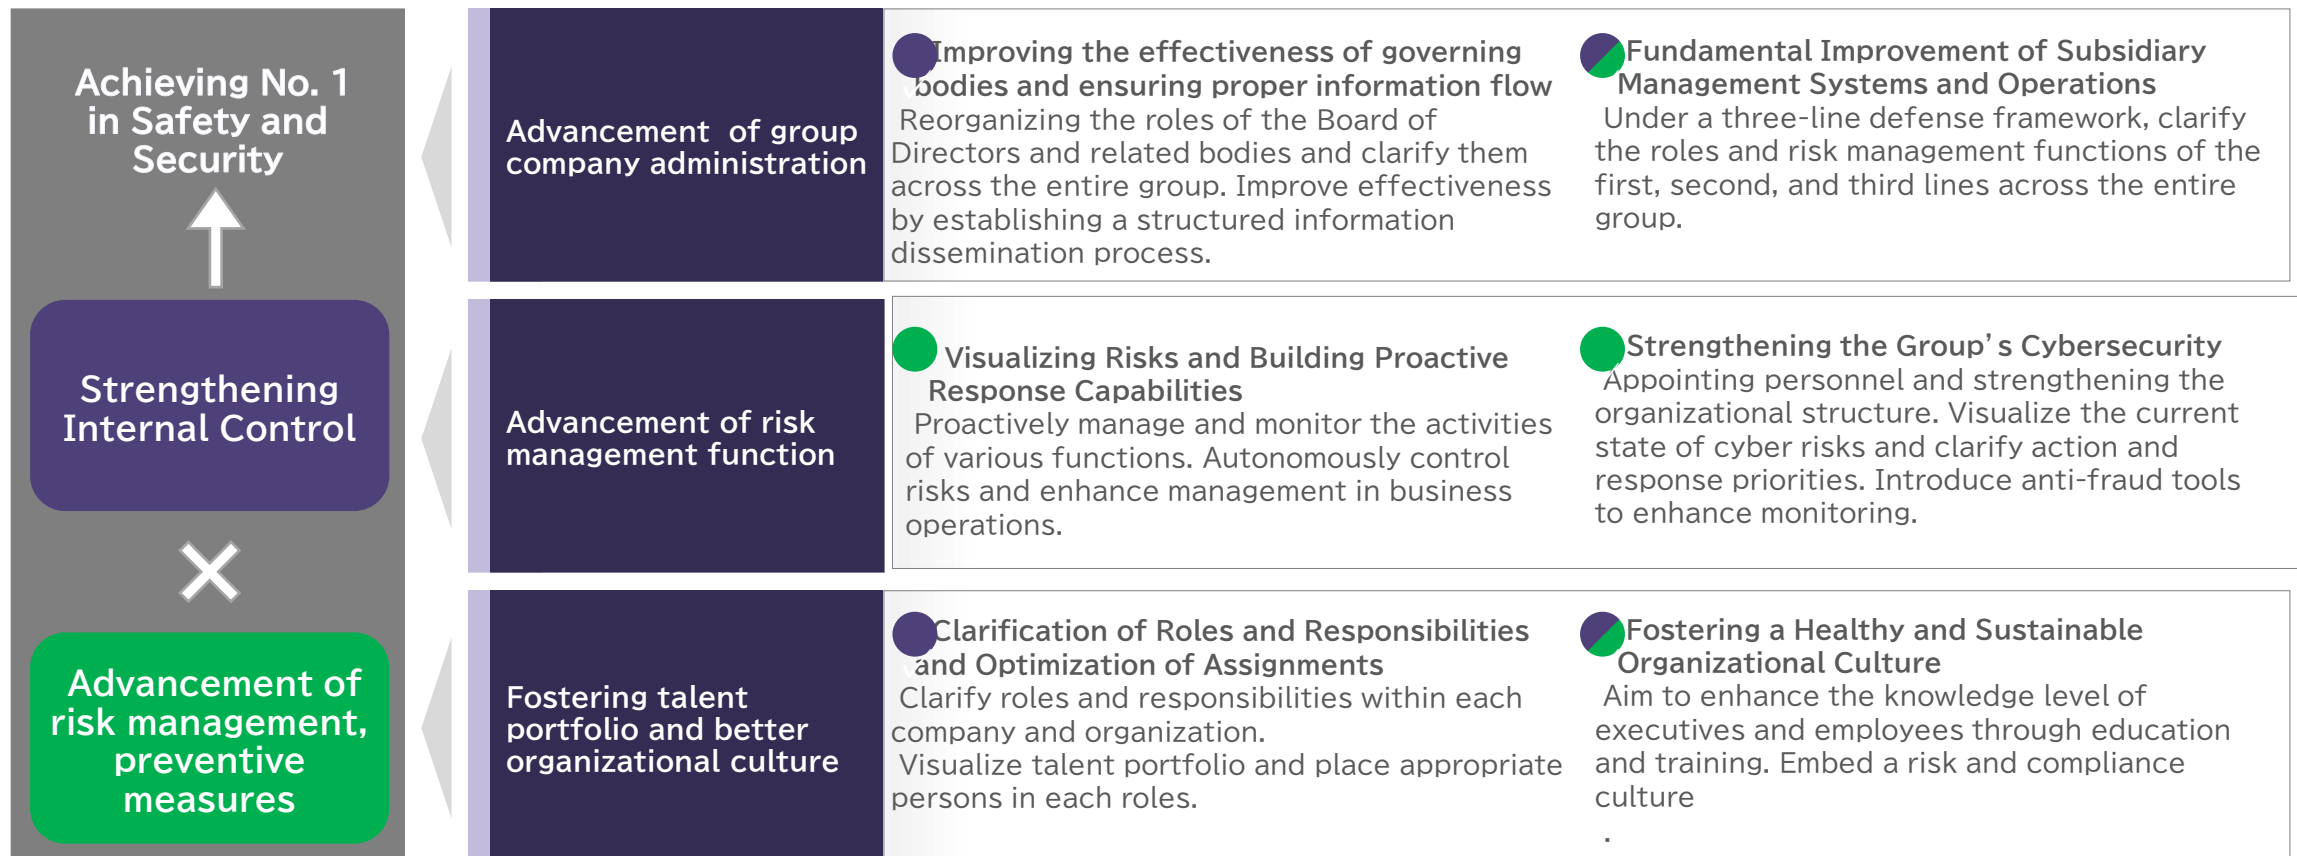 Achieving No. 1
in Safety and
Security
Strengthening
Internal Control
×
Advancement of
risk management,
preventive
measures
Advancement of group
company administration
Improving the effectiveness of governing
bodies and ensuring proper information flow
Reorganizing the roles of the Board of
Directors and related bodies and clarify them
across the entire group. Improve effectiveness
by establishing a structured information
dissemination process.
Fundamental Improvement of Subsidiary
Management Systems and Operations
Under a three-line defense framework, clarify
the roles and risk management functions of the
first, second, and third lines across the entire
group.
Advancement of risk
management function
Visualizing Risks and Building Proactive
Response Capabilities
Proactively manage and monitor the activities
of various functions. Autonomously control
risks and enhance management in business
operations.
Strengthening the Group’s Cybersecurity
Appointing personnel and strengthening the
organizational structure. Visualize the current
state of cyber risks and clarify action and
response priorities. Introduce anti-fraud tools
to enhance monitoring.
Fostering talent
portfolio and better
organizational culture
Clarification of Roles and Responsibilities
and Optimization of Assignments
Clarify roles and responsibilities within each
company and organization.
Visualize talent portfolio and place appropriate
persons in each roles.
Fostering a Healthy and Sustainable
Organizational Culture
Aim to enhance the knowledge level of
executives and employees through education
and training. Embed a risk and compliance
culture
.